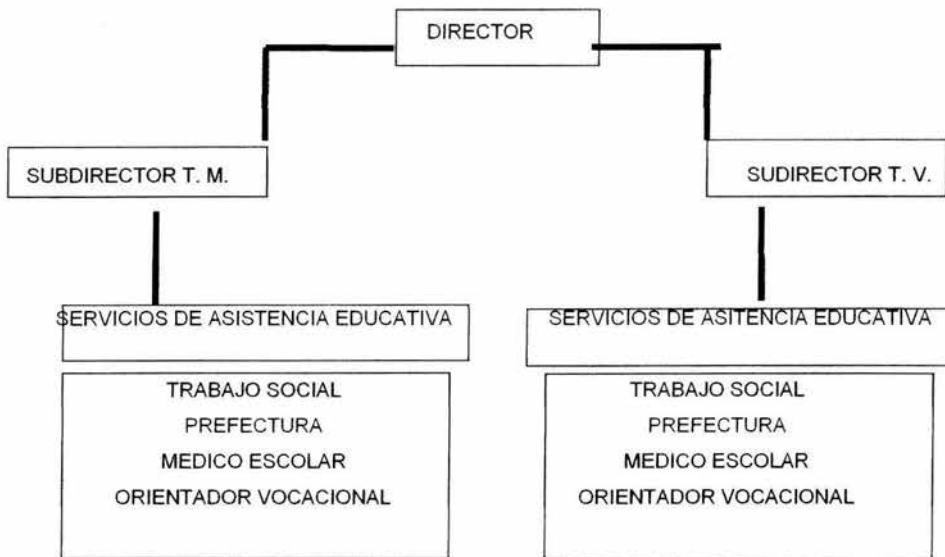 DIRECTOR
SUBDIRECTOR T. M.
SUDIRECTOR T. V.
SERVICIOS DE ASISTENCIA EDUCATIVA
TRABAJO SOCIAL
PREFECTURA
MEDICO ESCOLAR
ORIENTADOR VOCACIONAL
SERVICIOS DE ASITENCIA EDUCATIVA
TRABAJO SOCIAL
PREFECTURA
MEDICO ESCOLAR
ORIENTADOR VOCACIONAL